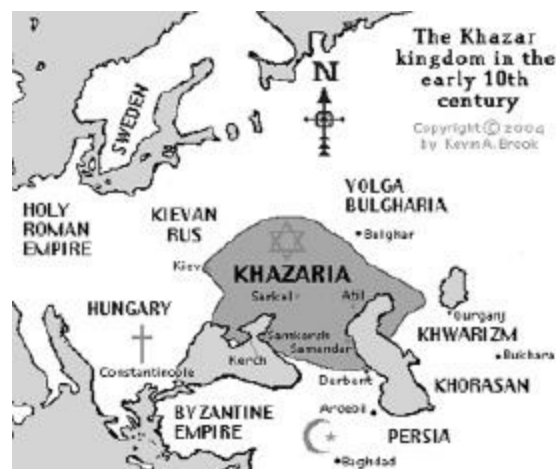 The Khazar
kingdom in the
early 10th
century
Copyright © 2004
by Kevin A. Brook
N
SWEDEN
HOLY
ROMAN
EMPIRE
KIEVAN
RUS
VOLGA
BULGHARIA
Bulghar
Kiev
KHAZARIA
Sarkel
Atil
HUNGARY
Gurganj
Samkarsh
KHWARIZM
Kerch
Samandar
Bukhara
Constantinople
Derbent
KHORASAN
BYZANTINE
EMPIRE
Ardebil
PERSIA
Baghdad